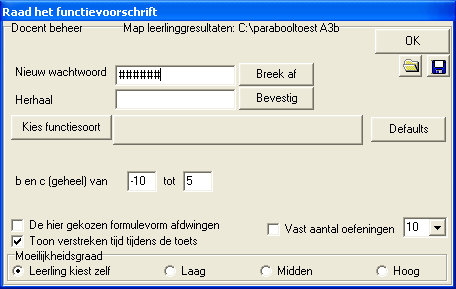 Raad het functievoorschrift
Docent beheer Map leerlingresultaten: C:\parabooltoest A3b
OK
Nieuw wachtwoord ###### Breek af
Herhaal Bevestig
Kies functiesoort Defaults
b en c (geheel) van -10 tot 5
De hier gekozen formulevorm afdwingen
Vast aantal oefeningen 10
Toon verstreken tijd tijdens de toets
Moeilijkheidsgraad
Leerling kiest zelf Laag Midden Hoog